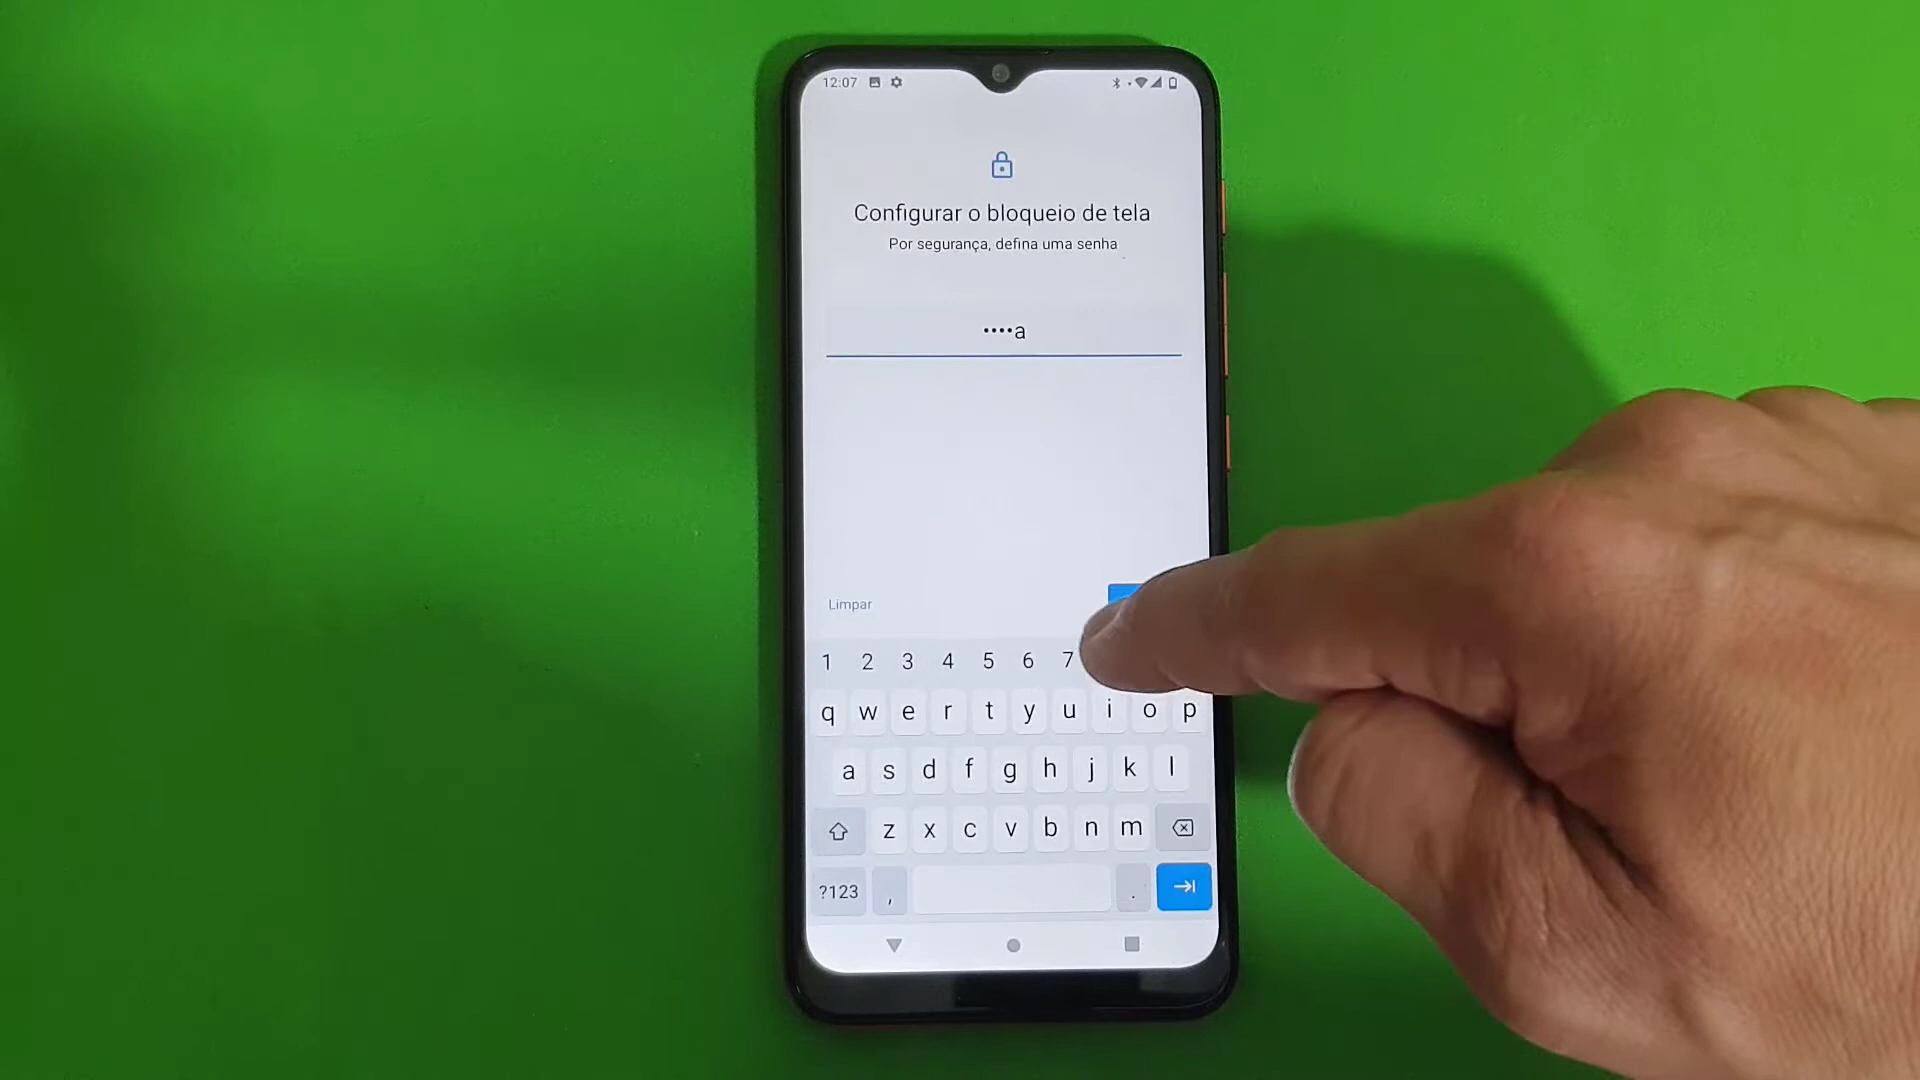 12:07
Configurar o bloqueio de tela
Por segurança, defina uma senha
••••a
Limpar
1 2 3 4 5 6 7
q w e r t y u i o p
a s d f g h j k l
z x c v b n m
?123 , .